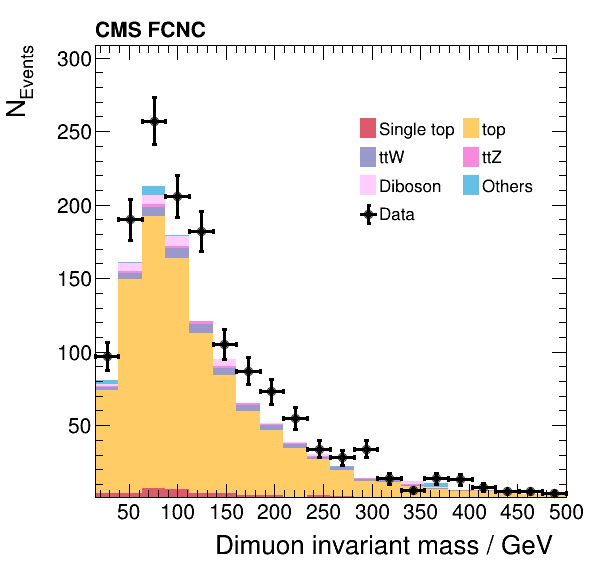 CMS FCNC
N_Events
300
250
200
150
100
50
Single top
top
ttW
ttZ
Diboson
Others
Data
50 100 150 200 250 300 350 400 450 500
Dimuon invariant mass / GeV